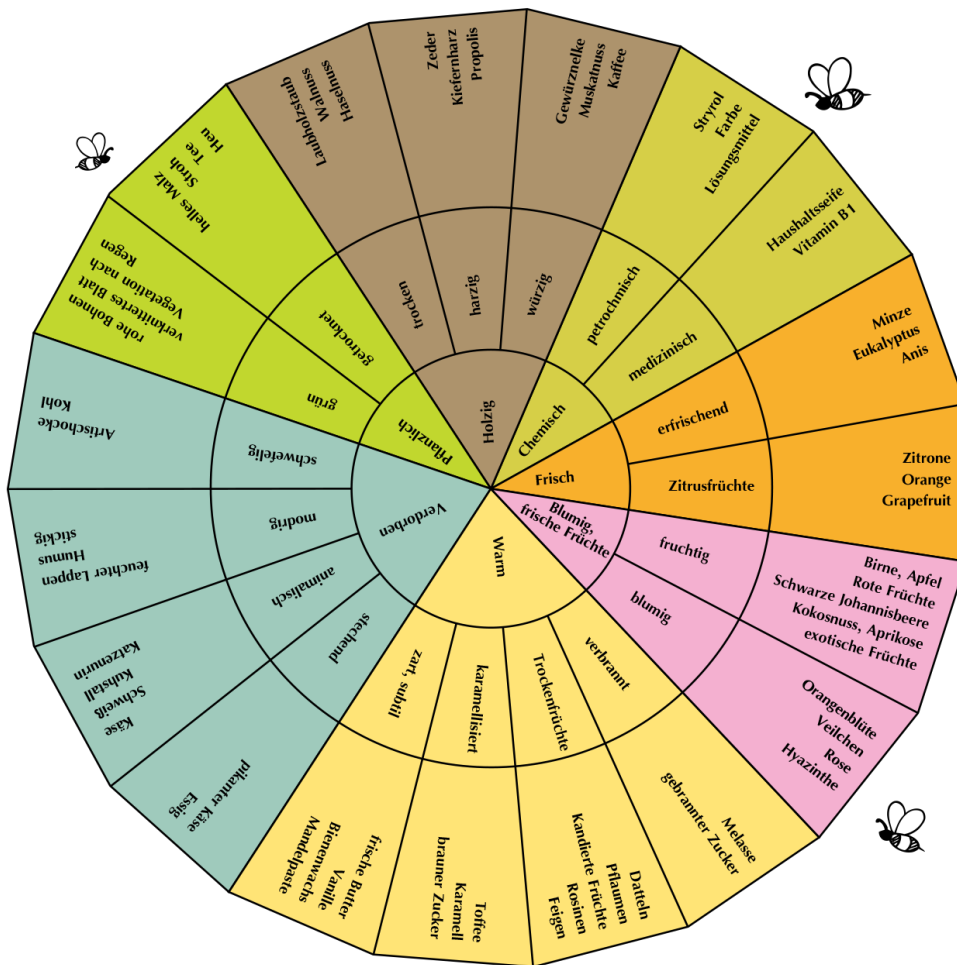 Holzig
trocken
Laubholzstaub
Walnuss
Haselnuss
harzig
Zeder
Kiefernharz
Propolis
würzig
Gewürznelke
Muskatnuss
Kaffee
Chemisch
petrochmisch
Stryrol
Farbe
Lösungsmittel
medizinisch
Haushaltsseife
Vitamin B1
Frisch
erfrischend
Minze
Eukalyptus
Anis
Zitrusfrüchte
Zitrone
Orange
Grapefruit
Blumig,
frische Früchte
fruchtig
Birne, Apfel
Rote Früchte
Schwarze Johannisbeere
Kokosnuss, Aprikose
exotische Früchte
blumig
Orangenblüte
Veilchen
Rose
Hyazinthe
Warm
verbrannt
Melasse
gebrannter Zucker
Trockenfrüchte
Datteln
Pflaumen
Kandierte Früchte
Rosinen
Feigen
karamellisiert
Toffee
Karamell
brauner Zucker
zart, subtil
frische Butter
Vanille
Bienenwachs
Mandelpaste
Verdorben
stechend
pikanter Käse
Essig
animalisch
Käse
Schweiß
Kuhstall
Katzenurin
modrig
feuchter Lappen
Humus
stickig
schwefelig
Artischocke
Kohl
Pflanzlich
grün
rohe Bohnen
verknittertes Blatt
Vegetation nach
Regen
getrocknet
helles Malz
Stroh
Tee
Heu